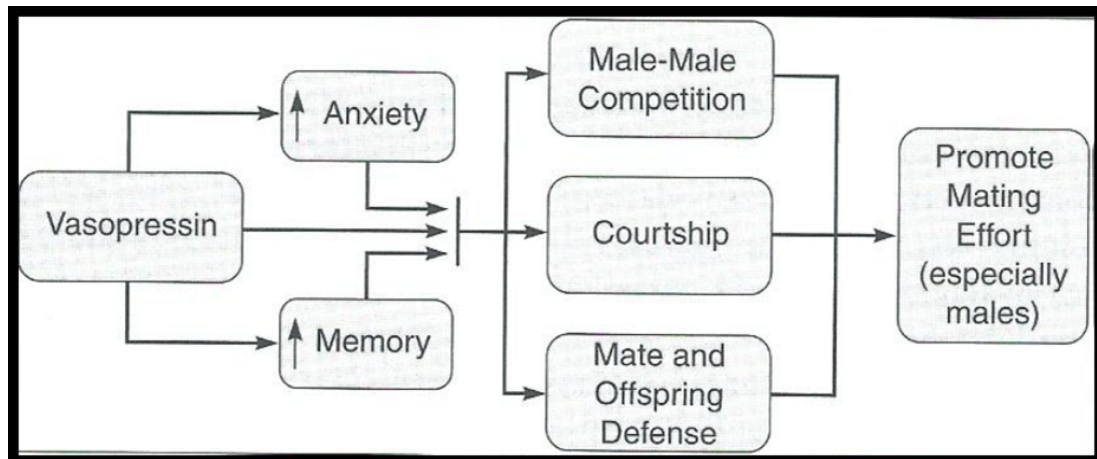 Vasopressin
↑ Anxiety
↑ Memory
Male-Male
Competition
Courtship
Mate and
Offspring
Defense
Promote
Mating
Effort
(especially
males)